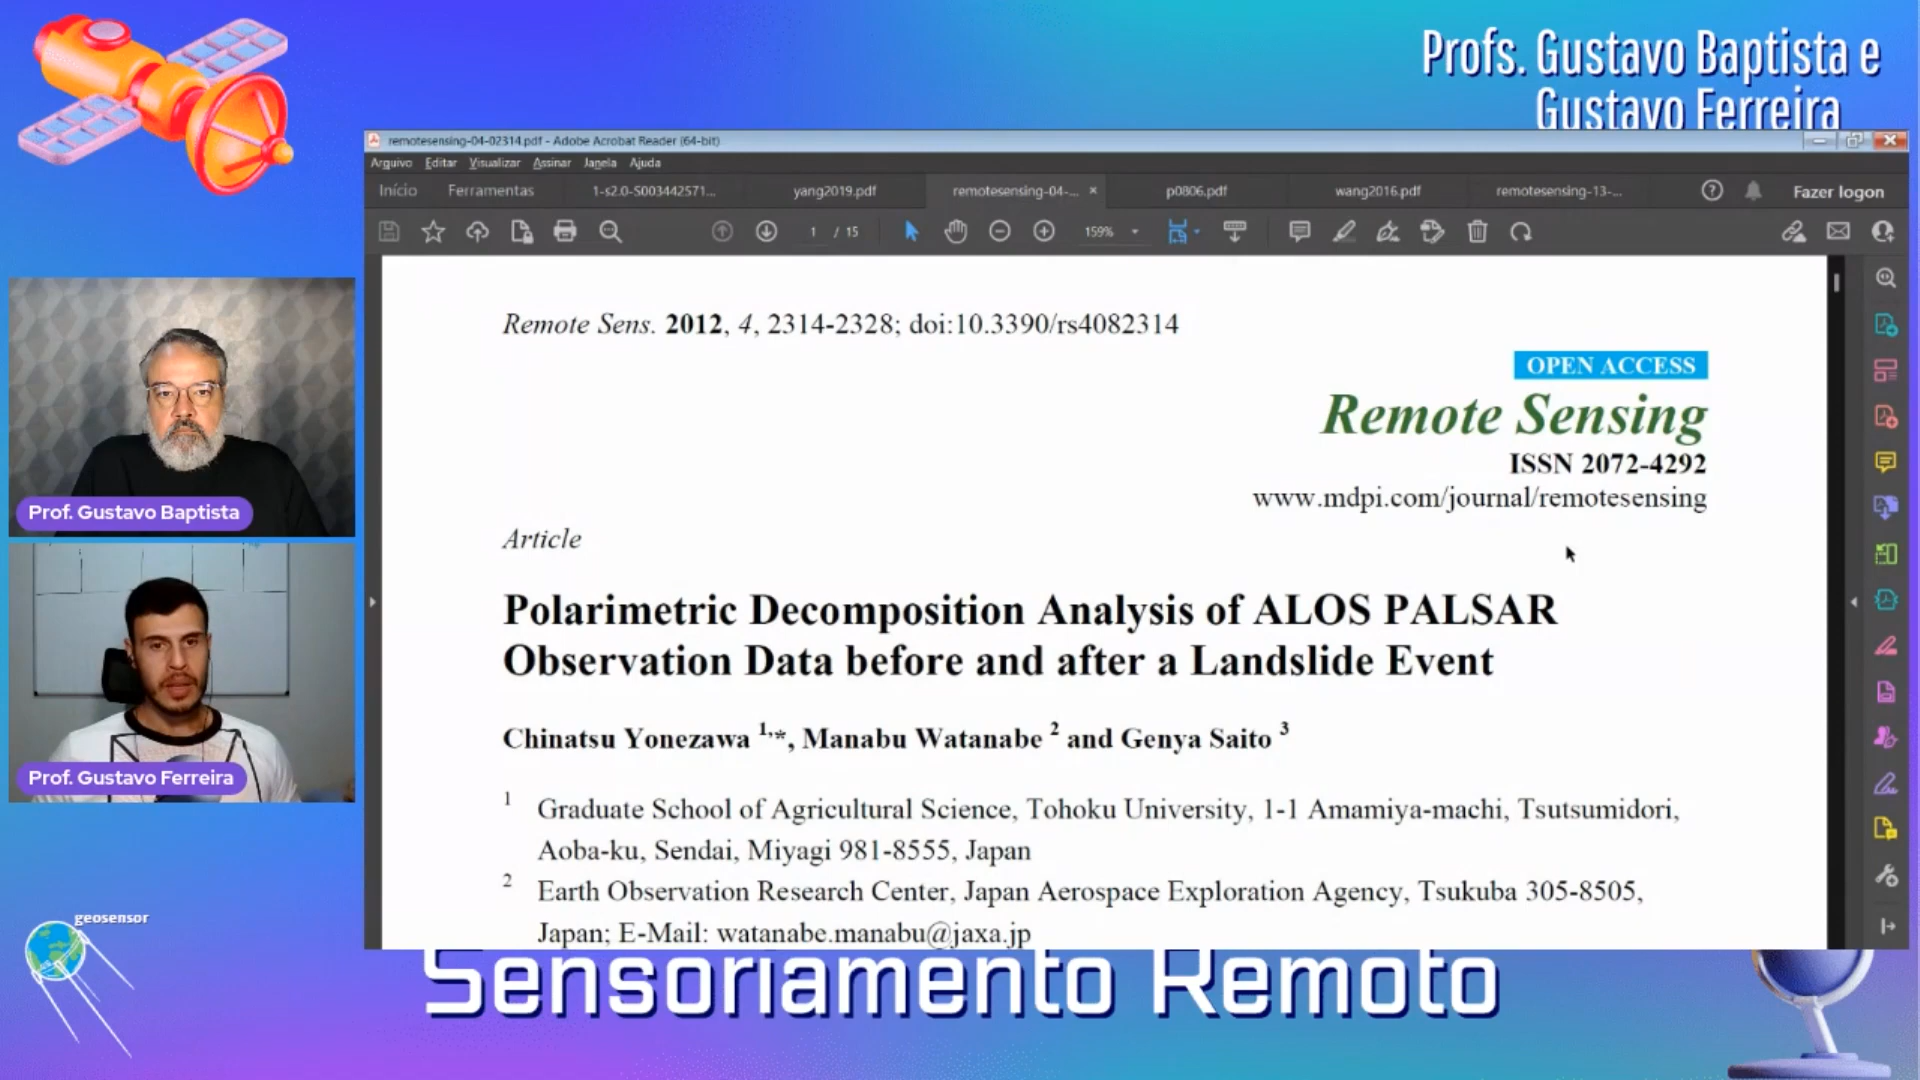 Profs. Gustavo Baptista e
Gustavo Ferreira
remotesensing-04-02314.pdf - Adobe Acrobat Reader (64-bit)
Arquivo Editar Visualizar Assinar Janela Ajuda
Início Ferramentas 1-s2.0-S003442571... yang2019.pdf remotesensing-04-... × p0806.pdf wang2016.pdf remotesensing-13-... Fazer logon
1 / 15 159%
Remote Sens. 2012, 4, 2314-2328; doi:10.3390/rs4082314
OPEN ACCESS
Remote Sensing
ISSN 2072-4292
www.mdpi.com/journal/remotesensing
Article
Polarimetric Decomposition Analysis of ALOS PALSAR
Observation Data before and after a Landslide Event
Chinatsu Yonezawa 1,*, Manabu Watanabe 2 and Genya Saito 3
1 Graduate School of Agricultural Science, Tohoku University, 1-1 Amamiya-machi, Tsutsumidori,
Aoba-ku, Sendai, Miyagi 981-8555, Japan
2 Earth Observation Research Center, Japan Aerospace Exploration Agency, Tsukuba 305-8505,
Japan; E-Mail: watanabe.manabu@jaxa.jp
Prof. Gustavo Baptista
Prof. Gustavo Ferreira
geosensor
Sensoriamento Remoto